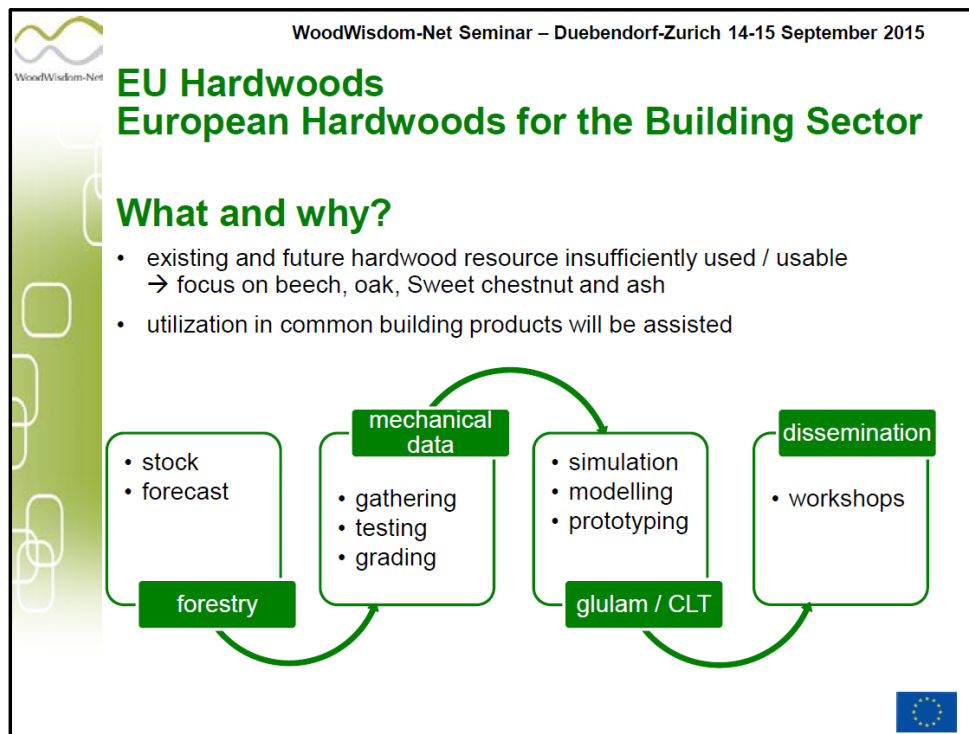 WoodWisdom-Net Seminar – Duebendorf-Zurich 14-15 September 2015
WoodWisdom-Net
EU Hardwoods
European Hardwoods for the Building Sector
What and why?
• existing and future hardwood resource insufficiently used / usable
→ focus on beech, oak, Sweet chestnut and ash
• utilization in common building products will be assisted
• stock
• forecast
forestry
mechanical
data
• gathering
• testing
• grading
• simulation
• modelling
• prototyping
glulam / CLT
dissemination
• workshops